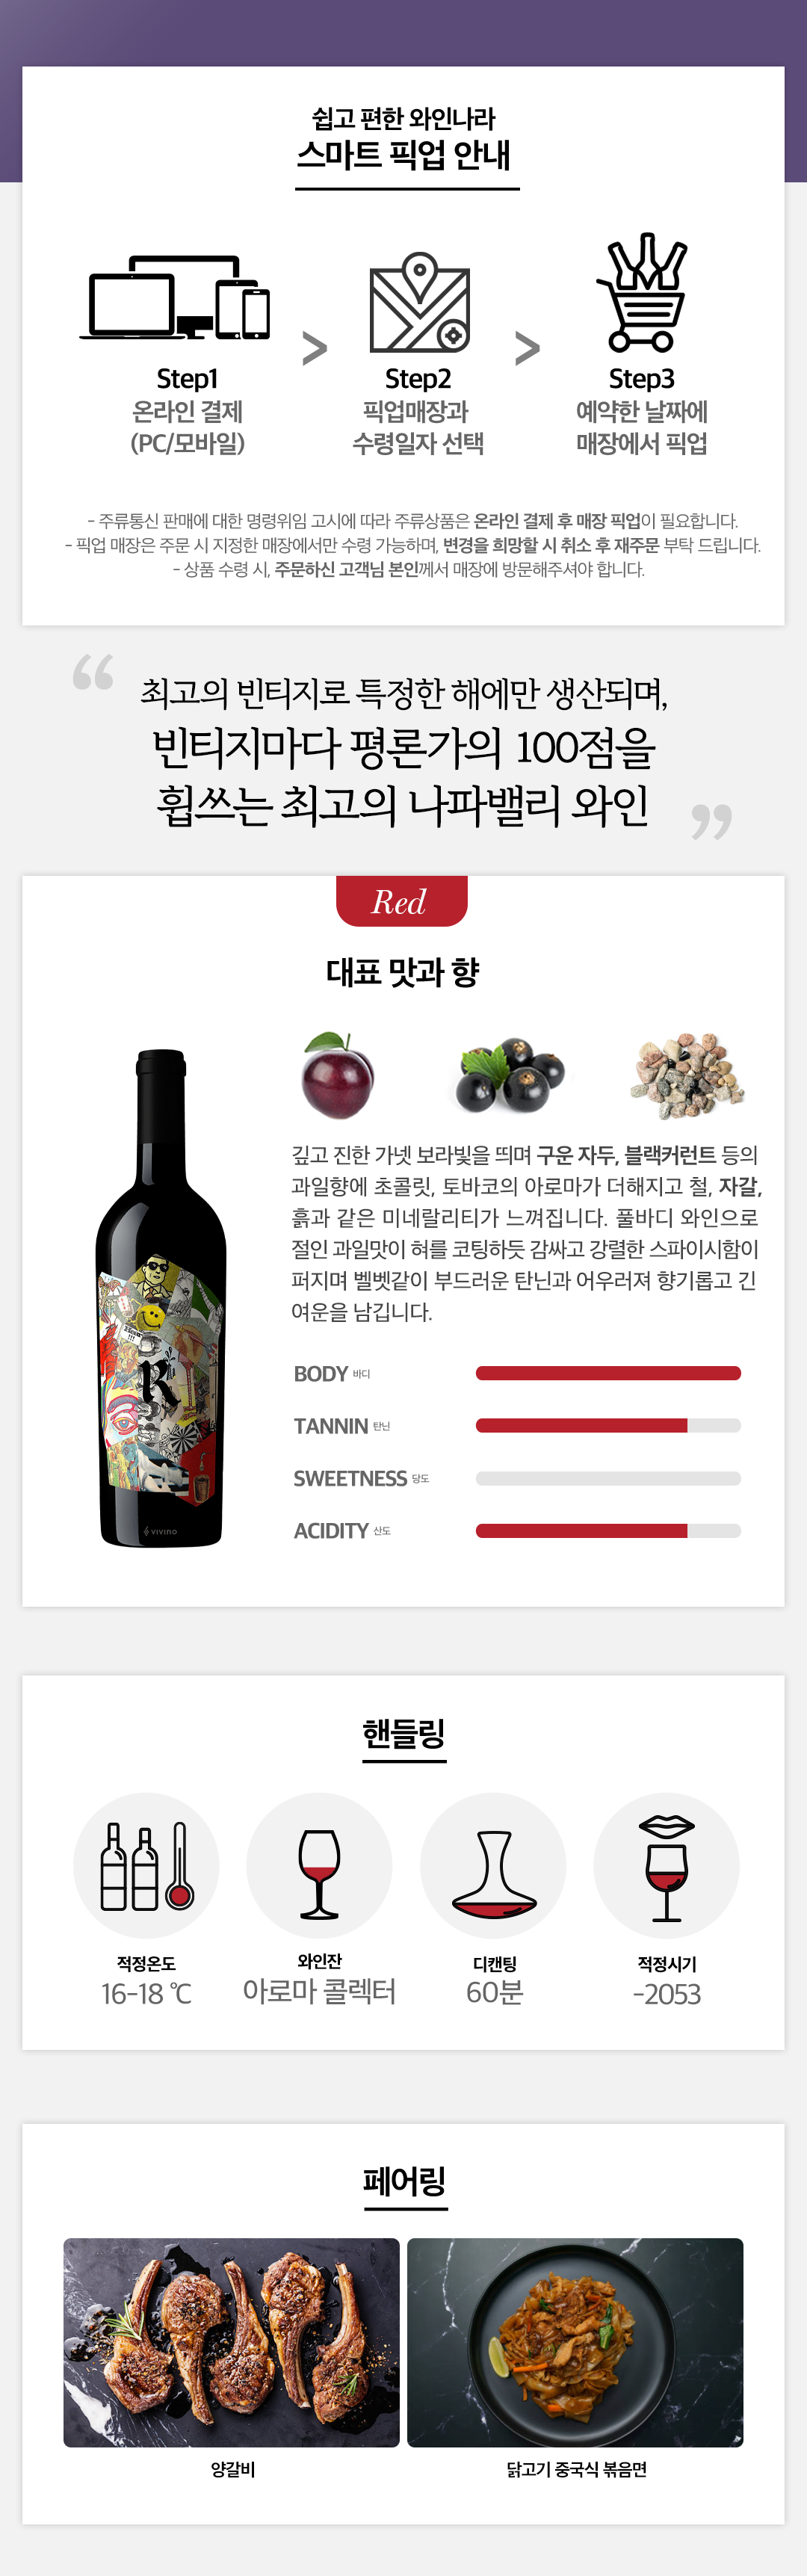 쉽고 편한 와인나라
스마트 픽업 안내
>
>
Step1
온라인 결제
(PC/모바일)
Step2
픽업매장과
수령일자 선택
Step3
예약한 날짜에
매장에서 픽업
- 주류통신 판매에 대한 명령위임 고시에 따라 주류상품은 온라인 결제 후 매장 픽업이 필요합니다.
- 픽업 매장은 주문 시 지정한 매장에서만 수령 가능하며, 변경을 희망할 시 취소 후 재주문 부탁 드립니다.
- 상품 수령 시, 주문하신 고객님 본인께서 매장에 방문해주셔야 합니다.
“
최고의 빈티지로 특정한 해에만 생산되며,
빈티지마다 평론가의 100점을
휩쓰는 최고의 나파밸리 와인
”
Red
대표 맛과 향
깊고 진한 가넷 보라빛을 띄며 구운 자두, 블랙커런트 등의
과일향에 초콜릿, 토바코의 아로마가 더해지고 철, 자갈,
흙과 같은 미네랄리티가 느껴집니다. 풀바디 와인으로
절인 과일맛이 혀를 코팅하듯 감싸고 강렬한 스파이시함이
퍼지며 벨벳같이 부드러운 탄닌과 어우러져 향기롭고 긴
여운을 남깁니다.
R
VIVINO
BODY 바디
TANNIN 탄닌
SWEETNESS 당도
ACIDITY 산도
핸들링
적정온도
16-18 ℃
와인잔
아로마 콜렉터
디캔팅
60분
적정시기
-2053
페어링
양갈비
닭고기 중국식 볶음면